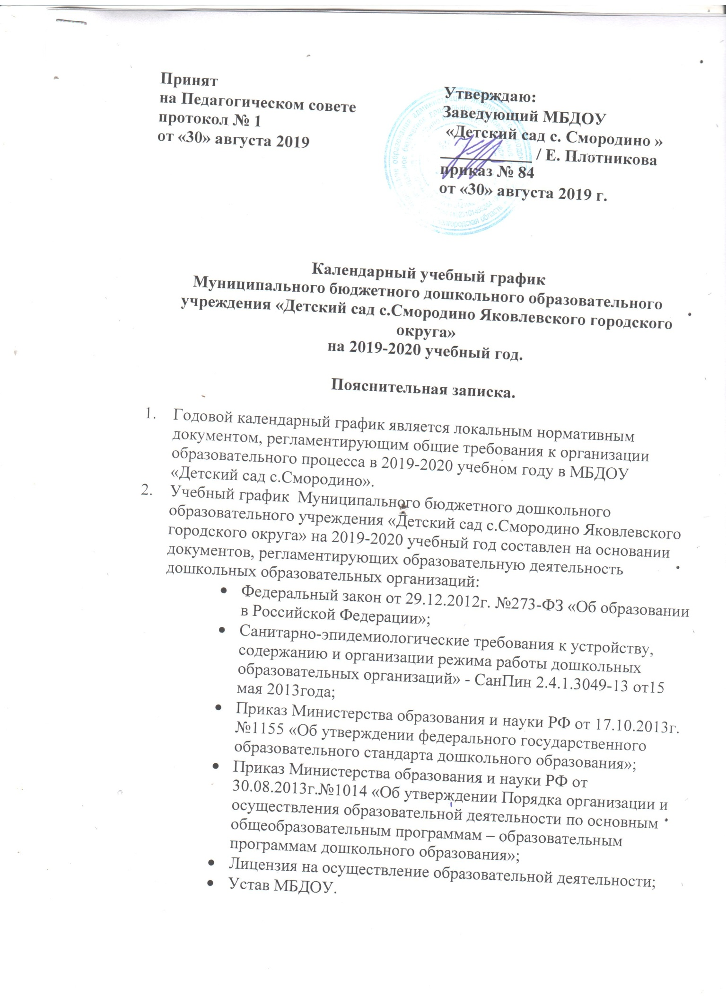 Принят
на Педагогическом совете
протокол № 1
от «30» августа 2019
Утверждаю:
Заведующий МБДОУ
«Детский сад с. Смородино »
____________ / Е. Плотникова
приказ № 84
от «30» августа 2019 г.
Календарный учебный график
Муниципального бюджетного дошкольного образовательного
учреждения «Детский сад с.Смородино Яковлевского городского
округа»
на 2019-2020 учебный год.
Пояснительная записка.
1. Годовой календарный график является локальным нормативным
документом, регламентирующим общие требования к организации
образовательного процесса в 2019-2020 учебном году в МБДОУ
«Детский сад с.Смородино».
2. Учебный график Муниципального бюджетного дошкольного
образовательного учреждения «Детский сад с.Смородино Яковлевского
городского округа» на 2019-2020 учебный год составлен на основании
документов, регламентирующих образовательную деятельность
дошкольных образовательных организаций:
• Федеральный закон от 29.12.2012г. №273-ФЗ «Об образовании
в Российской Федерации»;
• Санитарно-эпидемиологические требования к устройству,
содержанию и организации режима работы дошкольных
образовательных организаций» - СанПин 2.4.1.3049-13 от15
мая 2013года;
• Приказ Министерства образования и науки РФ от 17.10.2013г.
№1155 «Об утверждении федерального государственного
образовательного стандарта дошкольного образования»;
• Приказ Министерства образования и науки РФ от
30.08.2013г.№1014 «Об утверждении Порядка организации и
осуществления образовательной деятельности по основным
общеобразовательным программам – образовательным
программам дошкольного образования»;
• Лицензия на осуществление образовательной деятельности;
• Устав МБДОУ.